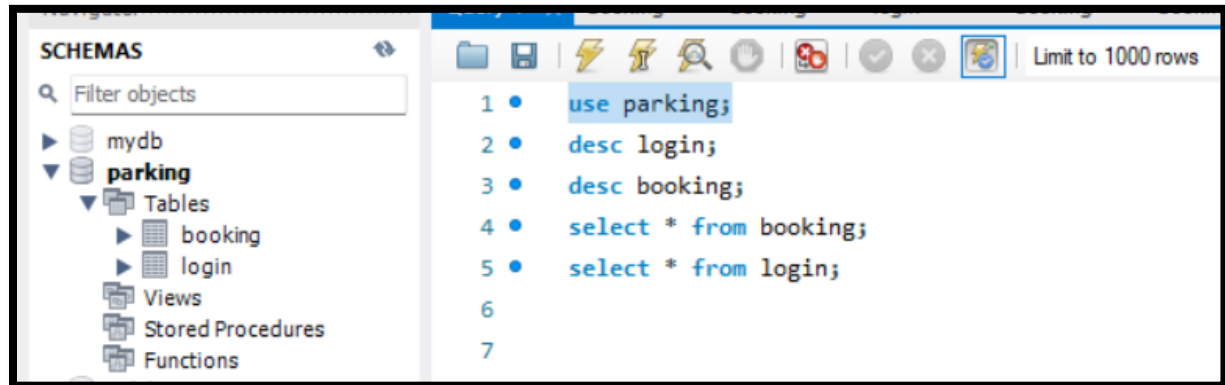 SCHEMAS
Filter objects
mydb
parking
Tables
booking
login
Views
Stored Procedures
Functions
Limit to 1000 rows
1 use parking;
2 desc login;
3 desc booking;
4 select * from booking;
5 select * from login;
6
7